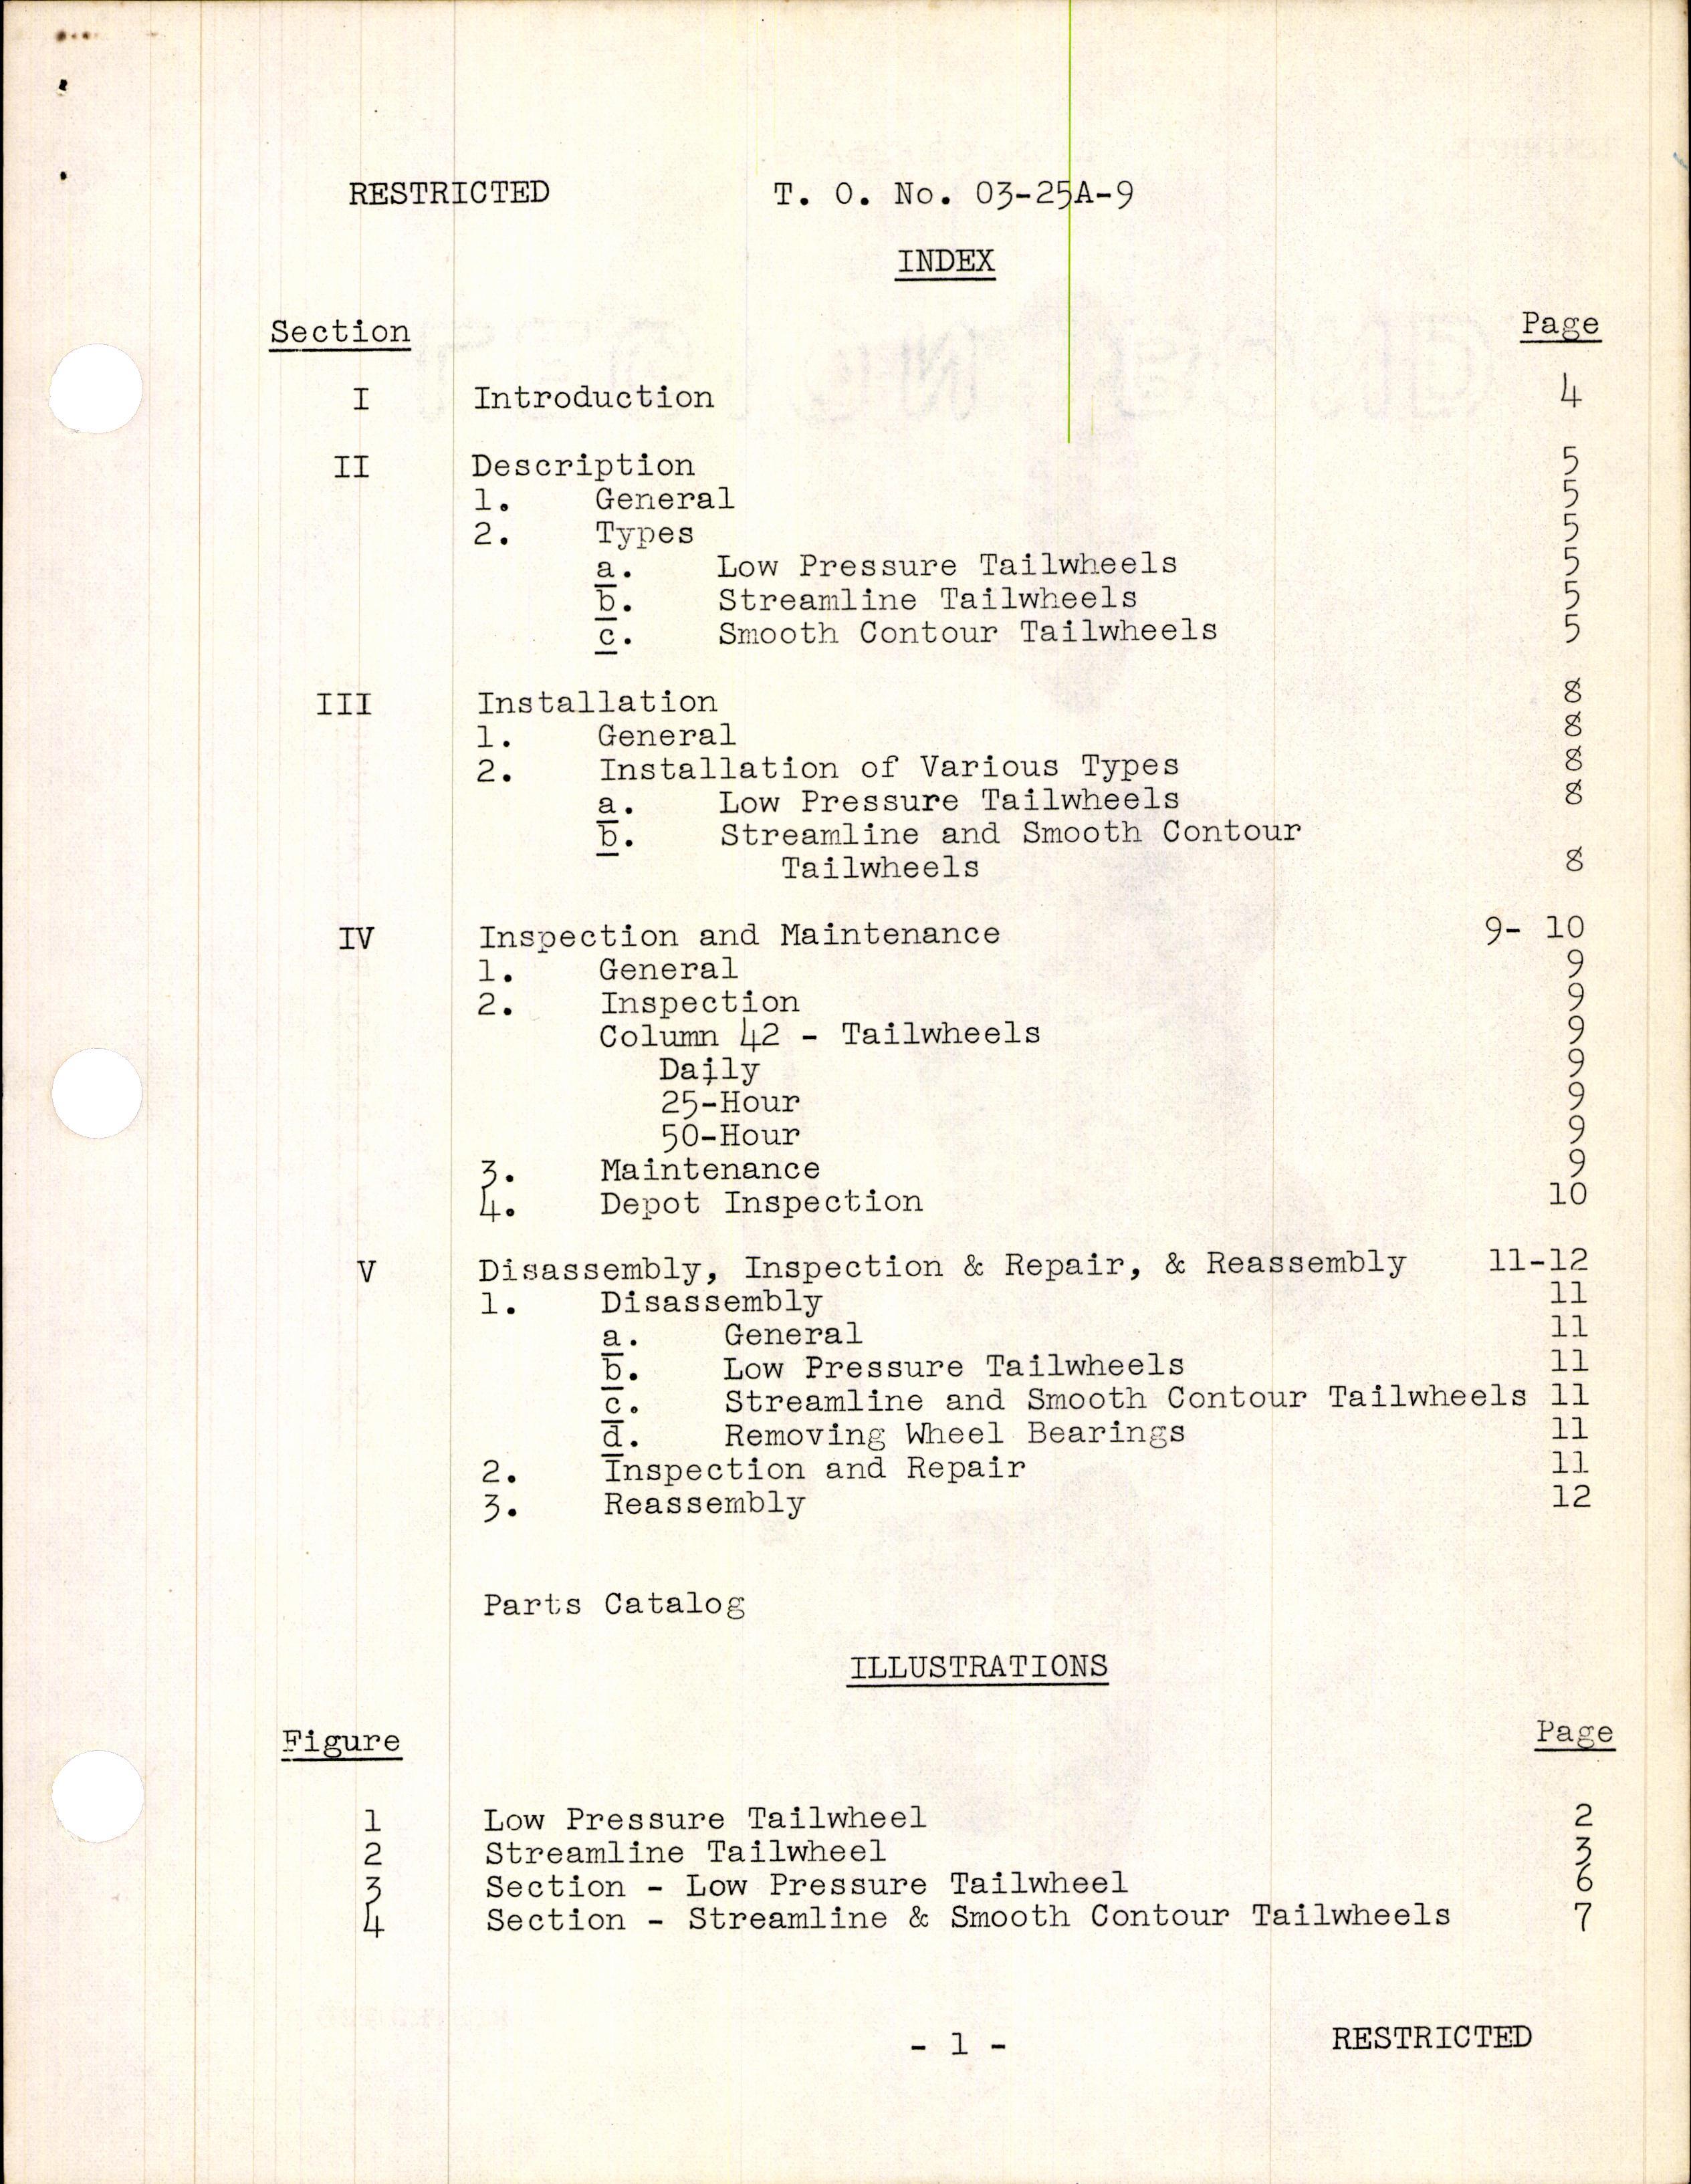 RESTRICTED T. O. No. 03-25A-9
INDEX
Section Page
I Introduction 4
II Description 5
1. General 5
2. Types 5
a. Low Pressure Tailwheels 5
b. Streamline Tailwheels 5
c. Smooth Contour Tailwheels 5
III Installation 8
1. General 8
2. Installation of Various Types 8
a. Low Pressure Tailwheels 8
b. Streamline and Smooth Contour
Tailwheels 8
IV Inspection and Maintenance 9- 10
1. General 9
2. Inspection 9
Column 42 - Tailwheels 9
Daily 9
25-Hour 9
50-Hour 9
3. Maintenance 9
4. Depot Inspection 10
V Disassembly, Inspection & Repair, & Reassembly 11-12
1. Disassembly 11
a. General 11
b. Low Pressure Tailwheels 11
c. Streamline and Smooth Contour Tailwheels 11
d. Removing Wheel Bearings 11
2. Inspection and Repair 11
3. Reassembly 12
Parts Catalog
ILLUSTRATIONS
Figure Page
1 Low Pressure Tailwheel 2
2 Streamline Tailwheel 3
3 Section - Low Pressure Tailwheel 6
4 Section - Streamline & Smooth Contour Tailwheels 7
- 1 - RESTRICTED